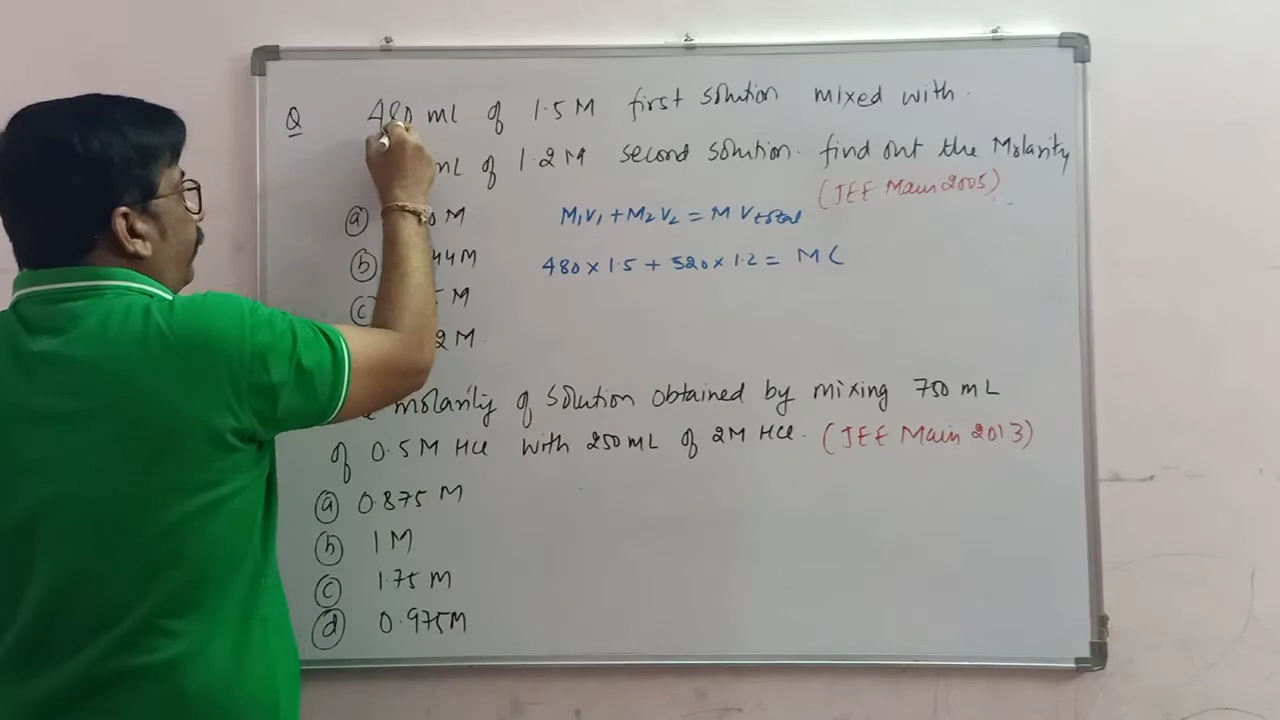 Q 480 mL of 1.5 M first solution mixed with.
mL of 1.2 M second solution. find out the Molarity
(JEE Main 2005)
(a) M
M₁V₁ + M₂V₂ = M Vtotal
(b) 44M
480 × 1.5 + 520 × 1.2 = M (
(c) M
2 M.
molarity of solution obtained by mixing 750 mL
of 0.5 M HCl with 250 mL of 2M HCl. (JEE Main 2013)
(a) 0.875 M
(b) 1 M
(c) 1.75 M
(d) 0.975M